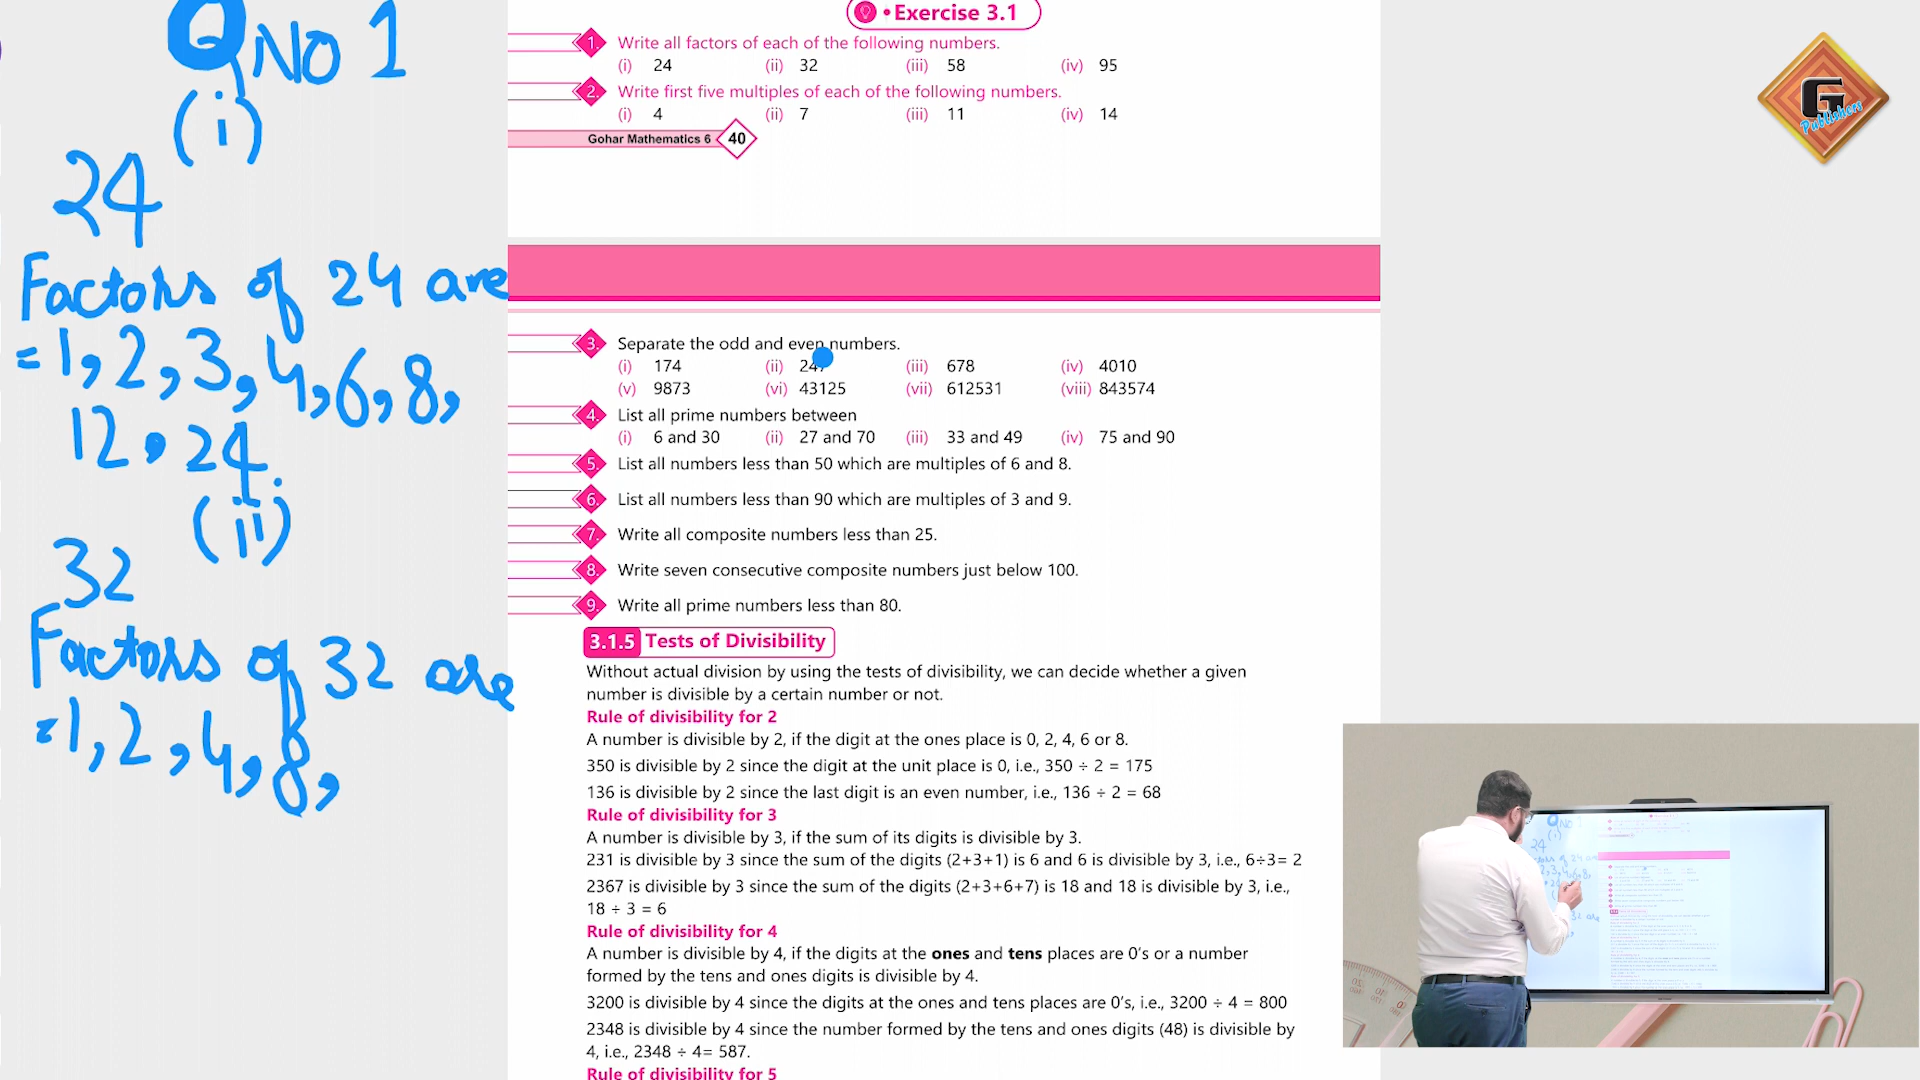 Q NO 1
(i)
24
Factors of 24 are
=1, 2, 3, 4, 6, 8,
12, 24
(ii)
32
Factors of 32 are
=1, 2, 4, 8,
• Exercise 3.1
1. Write all factors of each of the following numbers.
(i) 24 (ii) 32 (iii) 58 (iv) 95
2. Write first five multiples of each of the following numbers.
(i) 4 (ii) 7 (iii) 11 (iv) 14
Gohar Mathematics 6 40
3. Separate the odd and even numbers.
(i) 174 (ii) 247 (iii) 678 (iv) 4010
(v) 9873 (vi) 43125 (vii) 612531 (viii) 843574
4. List all prime numbers between
(i) 6 and 30 (ii) 27 and 70 (iii) 33 and 49 (iv) 75 and 90
5. List all numbers less than 50 which are multiples of 6 and 8.
6. List all numbers less than 90 which are multiples of 3 and 9.
7. Write all composite numbers less than 25.
8. Write seven consecutive composite numbers just below 100.
9. Write all prime numbers less than 80.
3.1.5 Tests of Divisibility
Without actual division by using the tests of divisibility, we can decide whether a given
number is divisible by a certain number or not.
Rule of divisibility for 2
A number is divisible by 2, if the digit at the ones place is 0, 2, 4, 6 or 8.
350 is divisible by 2 since the digit at the unit place is 0, i.e., 350 ÷ 2 = 175
136 is divisible by 2 since the last digit is an even number, i.e., 136 ÷ 2 = 68
Rule of divisibility for 3
A number is divisible by 3, if the sum of its digits is divisible by 3.
231 is divisible by 3 since the sum of the digits (2+3+1) is 6 and 6 is divisible by 3, i.e., 6÷3= 2
2367 is divisible by 3 since the sum of the digits (2+3+6+7) is 18 and 18 is divisible by 3, i.e.,
18 ÷ 3 = 6
Rule of divisibility for 4
A number is divisible by 4, if the digits at the ones and tens places are 0's or a number
formed by the tens and ones digits is divisible by 4.
3200 is divisible by 4 since the digits at the ones and tens places are 0's, i.e., 3200 ÷ 4 = 800
2348 is divisible by 4 since the number formed by the tens and ones digits (48) is divisible by
4, i.e., 2348 ÷ 4= 587.
Rule of divisibility for 5
G
Publishers